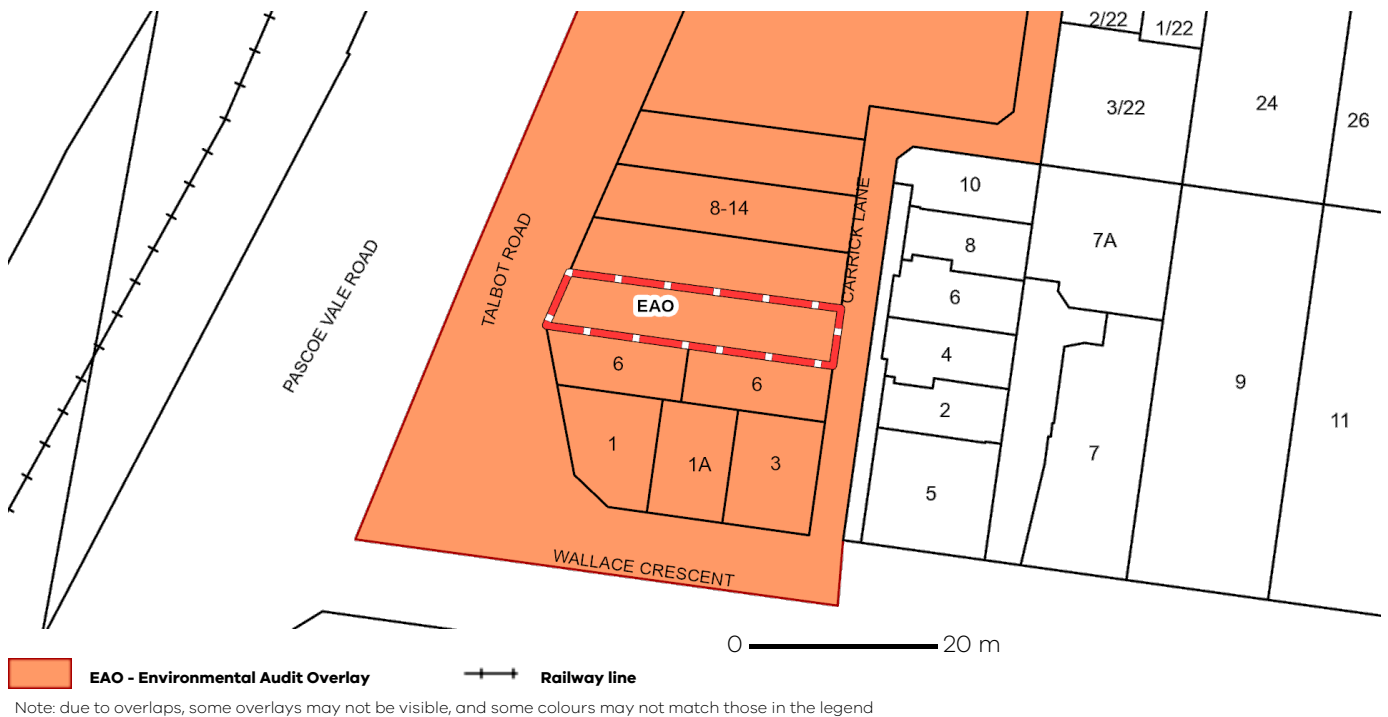 2/22
1/22
3/22
24
26
10
8-14
8
7A
TALBOT ROAD
CARRICK LANE
PASCOE VALE ROAD
EAO
6
4
6
6
9
2
11
1
1A
3
7
5
WALLACE CRESCENT
0 20 m
EAO - Environmental Audit Overlay
Railway line
Note: due to overlaps, some overlays may not be visible, and some colours may not match those in the legend